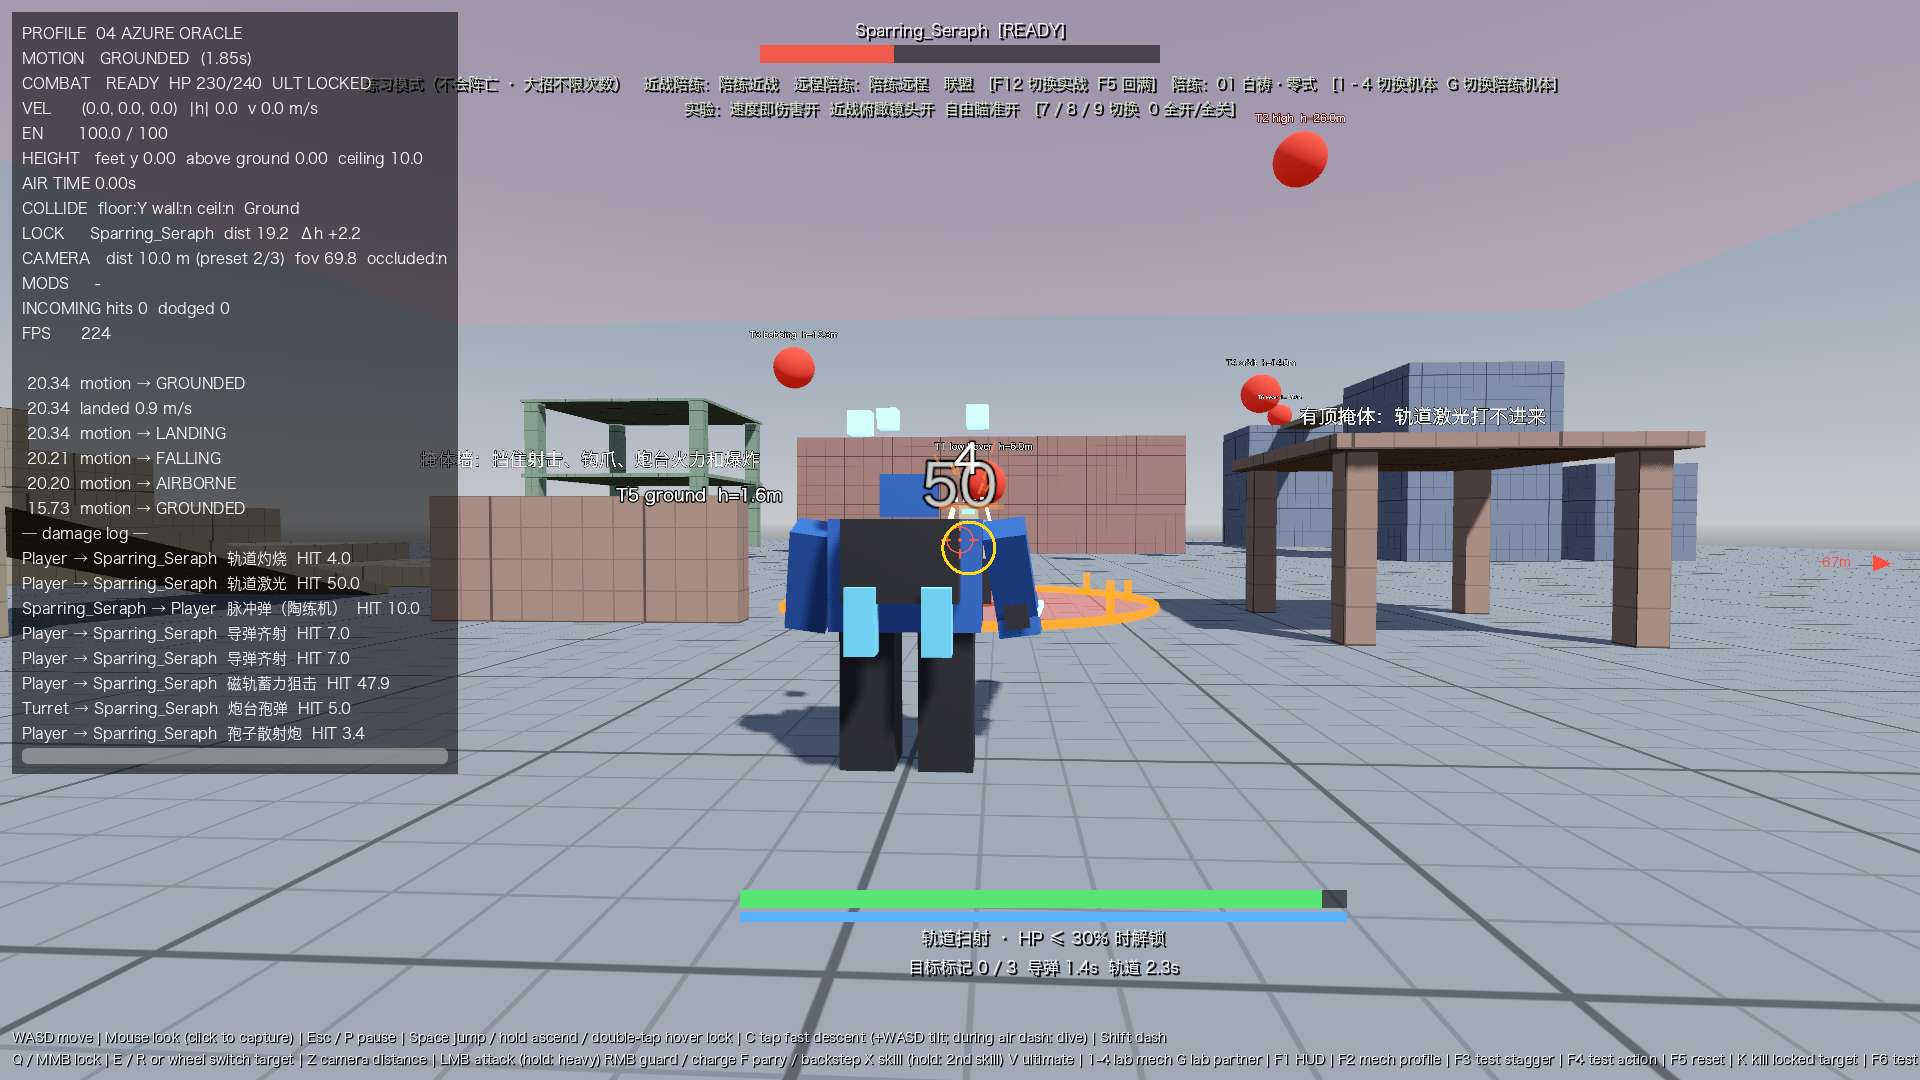 PROFILE  04 AZURE ORACLE
MOTION  GROUNDED  (1.85s)
COMBAT  READY  HP 230/240  ULT LOCKED
VEL  (0.0, 0.0, 0.0)  |h| 0.0  v 0.0 m/s
EN  100.0 / 100
HEIGHT  feet y 0.00  above ground 0.00  ceiling 10.0
AIR TIME 0.00s
COLLIDE  floor:Y wall:n ceil:n  Ground
LOCK  Sparring_Seraph  dist 19.2  Δh +2.2
CAMERA  dist 10.0 m (preset 2/3)  fov 69.8  occluded:n
MODS  -
INCOMING hits 0  dodged 0
FPS  224
20.34  motion → GROUNDED
20.34  landed 0.9 m/s
20.34  motion → LANDING
20.21  motion → FALLING
20.20  motion → AIRBORNE
15.73  motion → GROUNDED
— damage log —
Player → Sparring_Seraph  轨道灼烧  HIT 4.0
Player → Sparring_Seraph  轨道激光  HIT 50.0
Sparring_Seraph → Player  脉冲弹（陶练机）  HIT 10.0
Player → Sparring_Seraph  导弹齐射  HIT 7.0
Player → Sparring_Seraph  导弹齐射  HIT 7.0
Player → Sparring_Seraph  磁轨蓄力狙击  HIT 47.9
Turret → Sparring_Seraph  炮台孢弹  HIT 5.0
Player → Sparring_Seraph  孢子散射炮  HIT 3.4
Sparring_Seraph  [READY]
练习模式（不会阵亡 · 大招不限次数）  近战陪练：陪练近战  远程陪练：陪练远程  联盟  [F12 切换实战  F5 回满]  陪练：01 白祷·零式  [1 - 4 切换机体  G 切换陪练机体]
实验：速度即伤害开  近战俯瞰镜头开  自由瞄准开  [7 / 8 / 9 切换  0 全开/全关]
T2 high  h=26.0m
有顶掩体：轨道激光打不进来
掩体墙：挡住射击、钩爪、炮台火力和爆炸
T5 ground  h=1.6m
4
50
67m
轨道扫射 · HP ≤ 30% 时解锁
目标标记 0 / 3  导弹 1.4s  轨道 2.3s
WASD move | Mouse look (click to capture) | Esc / P pause | Space jump / hold ascend / double-tap hover lock | C tap fast descent (+WASD tilt; during air dash: dive) | Shift dash
Q / MMB lock | E / R or wheel switch target | Z camera distance | LMB attack (hold: heavy) RMB guard / charge F parry / backstep X skill (hold: 2nd skill) V ultimate | 1-4 lab mech G lab partner | F1 HUD | F2 mech profile | F3 test stagger | F4 test action | F5 reset | K kill locked target | F6 test